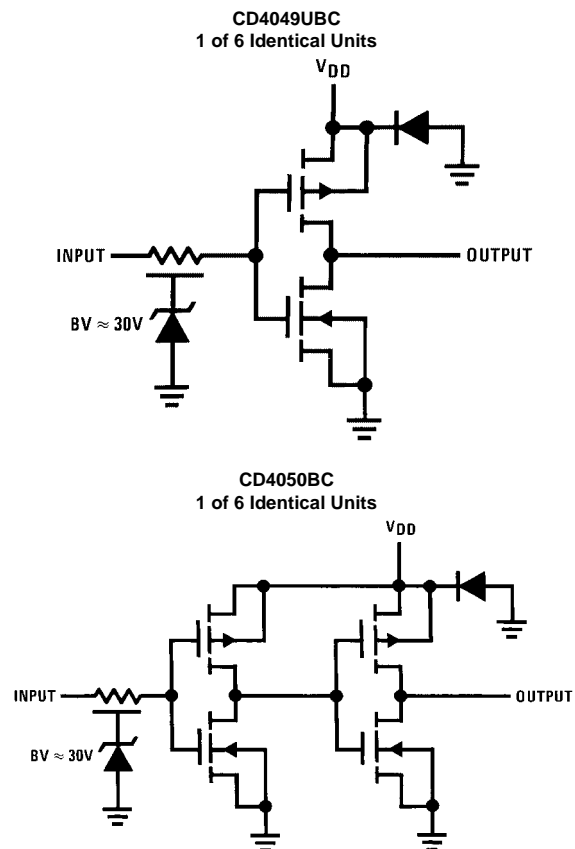 CD4049UBC
1 of 6 Identical Units
VDD
INPUT
OUTPUT
BV ≈ 30V
CD4050BC
1 of 6 Identical Units
VDD
INPUT
OUTPUT
BV ≈ 30V